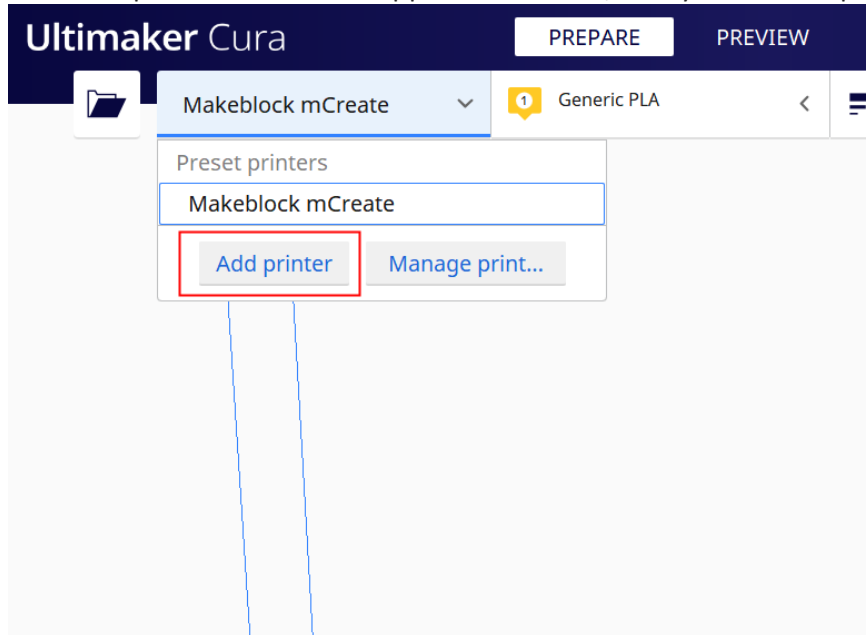 Ultimaker Cura PREPARE PREVIEW
Makeblock mCreate 1 Generic PLA
Preset printers
Makeblock mCreate
Add printer Manage print...